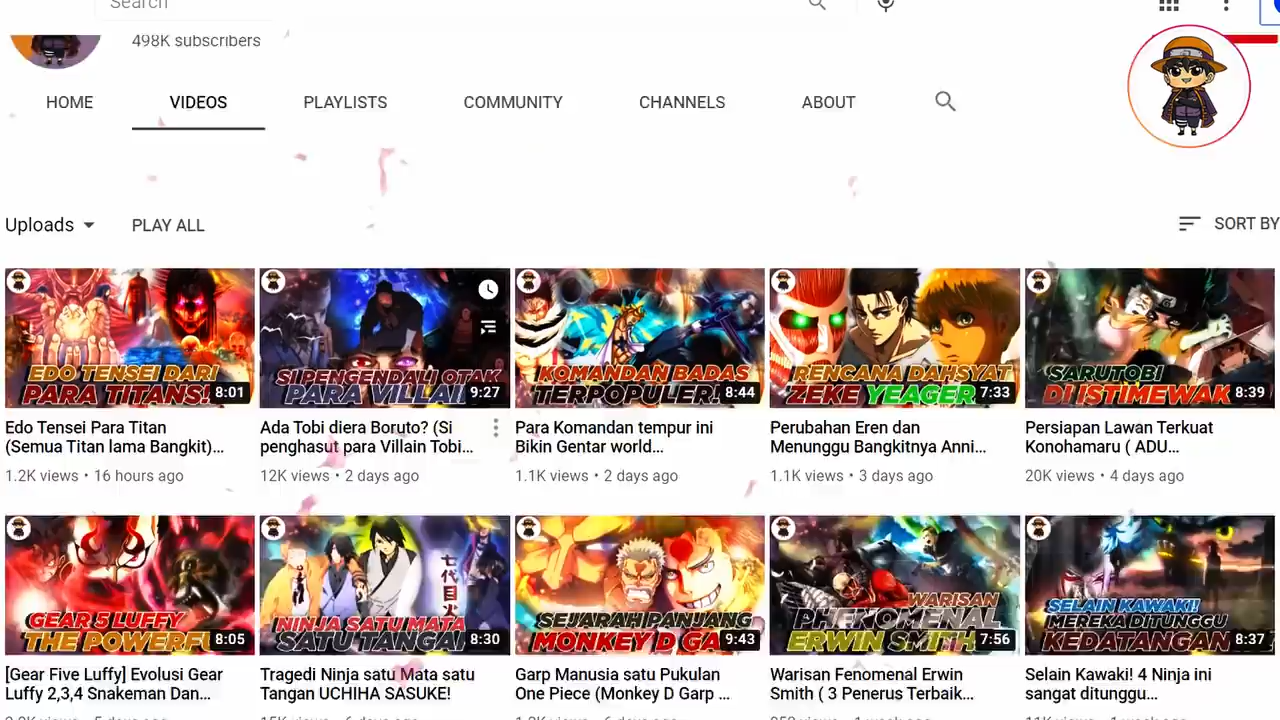 Search
498K subscribers
HOME VIDEOS PLAYLISTS COMMUNITY CHANNELS ABOUT
Uploads PLAY ALL SORT BY
EDO TENSEI DARI
PARA TITANS!
8:01
SI PENGENDALI OTAK
PARA VILLAI
9:27
KOMANDAN BADAS
TERPOPULER!
8:44
RENCANA DAHSYAT
ZEKE YEAGER
7:33
SARUTOBI
DI ISTIMEWAK
8:39
Edo Tensei Para Titan
(Semua Titan lama Bangkit)...
1.2K views • 16 hours ago
Ada Tobi diera Boruto? (Si
penghasut para Villain Tobi...
12K views • 2 days ago
Para Komandan tempur ini
Bikin Gentar world...
1.1K views • 2 days ago
Perubahan Eren dan
Menunggu Bangkitnya Anni...
1.1K views • 3 days ago
Persiapan Lawan Terkuat
Konohamaru ( ADU...
20K views • 4 days ago
GEAR 5 LUFFY
THE POWERFU
8:05
七代目火
NINJA SATU MATA
SATU TANGA
8:30
SEJARAH PANJANG
MONKEY D GA
9:43
WARISAN
PHENOMENAL
ERWIN SMITH
7:56
SELAIN KAWAKI!
MEREKA DITUNGGU
KEDATANGAN
8:37
[Gear Five Luffy] Evolusi Gear
Luffy 2,3,4 Snakeman Dan...
Tragedi Ninja satu Mata satu
Tangan UCHIHA SASUKE!
Garp Manusia satu Pukulan
One Piece (Monkey D Garp ...
Warisan Fenomenal Erwin
Smith ( 3 Penerus Terbaik...
Selain Kawaki! 4 Ninja ini
sangat ditunggu...